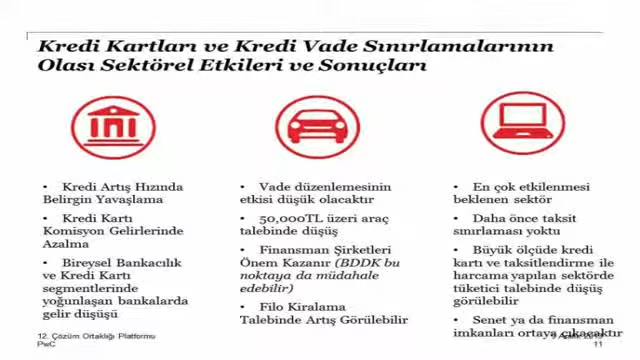 Kredi Kartları ve Kredi Vade Sınırlamalarının
Olası Sektörel Etkileri ve Sonuçları
• Kredi Artış Hızında
Belirgin Yavaşlama
• Kredi Kartı
Komisyon Gelirlerinde
Azalma
• Bireysel Bankacılık
ve Kredi Kartı
segmentlerinde
yoğunlaşan bankalarda
gelir düşüşü
• Vade düzenlemesinin
etkisi düşük olacaktır
• 50,000TL üzeri araç
talebinde düşüş
• Finansman Şirketleri
Önem Kazanır (BDDK bu
noktaya da müdahale
edebilir)
• Filo Kiralama
Talebinde Artış Görülebilir
• En çok etkilenmesi
beklenen sektör
• Daha önce taksit
sınırlaması yoktu
• Büyük ölçüde kredi
kartı ve taksitlendirme ile
harcama yapılan sektörde
tüketici talebinde düşüş
görülebilir
• Senet ya da finansman
imkanları ortaya çıkacaktır
12. Çözüm Ortaklığı Platformu
PwC
11